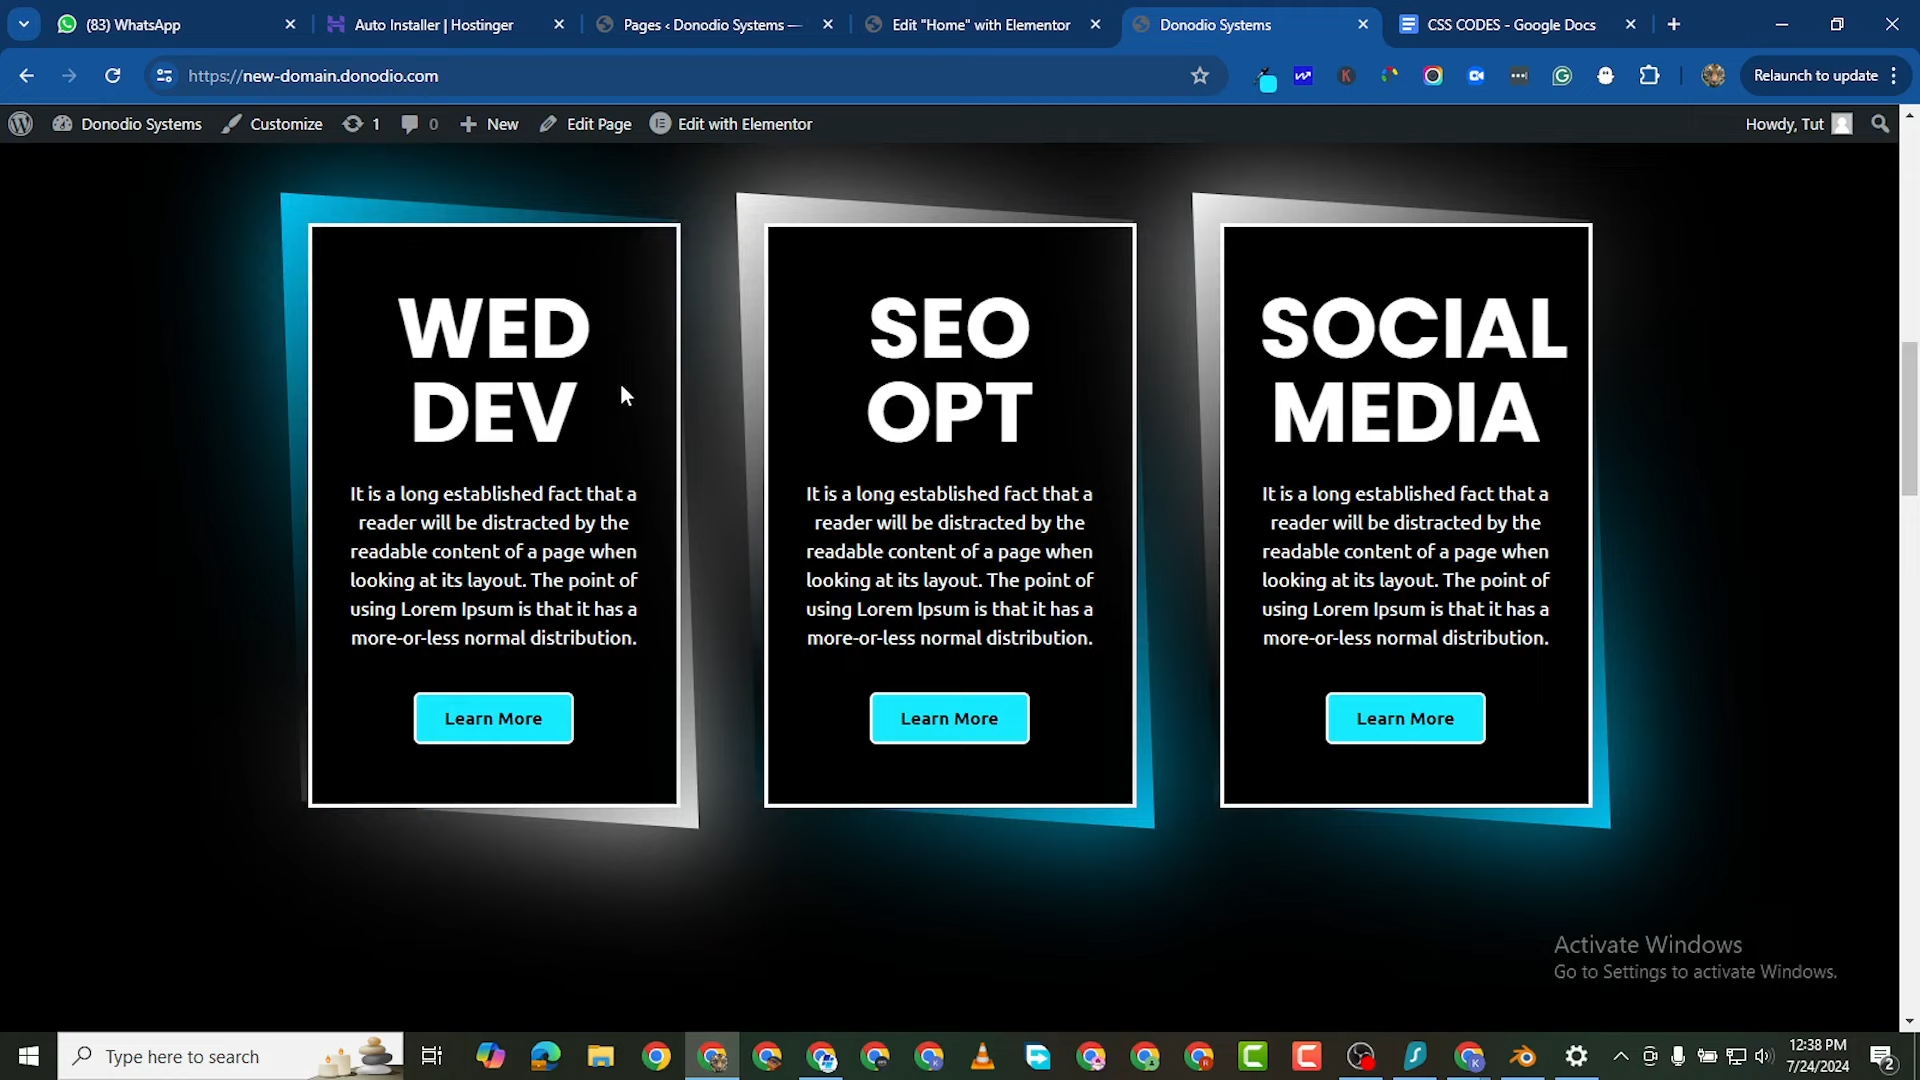 (83) WhatsApp
Auto Installer | Hostinger
Pages ‹ Donodio Systems —
Edit "Home" with Elementor
Donodio Systems
CSS CODES - Google Docs
https://new-domain.donodio.com
Relaunch to update
Donodio Systems
Customize
1
0
New
Edit Page
Edit with Elementor
Howdy, Tut
WED
DEV
It is a long established fact that a
reader will be distracted by the
readable content of a page when
looking at its layout. The point of
using Lorem Ipsum is that it has a
more-or-less normal distribution.
Learn More
SEO
OPT
It is a long established fact that a
reader will be distracted by the
readable content of a page when
looking at its layout. The point of
using Lorem Ipsum is that it has a
more-or-less normal distribution.
Learn More
SOCIAL
MEDIA
It is a long established fact that a
reader will be distracted by the
readable content of a page when
looking at its layout. The point of
using Lorem Ipsum is that it has a
more-or-less normal distribution.
Learn More
Activate Windows
Go to Settings to activate Windows.
Type here to search
12:38 PM
7/24/2024
2